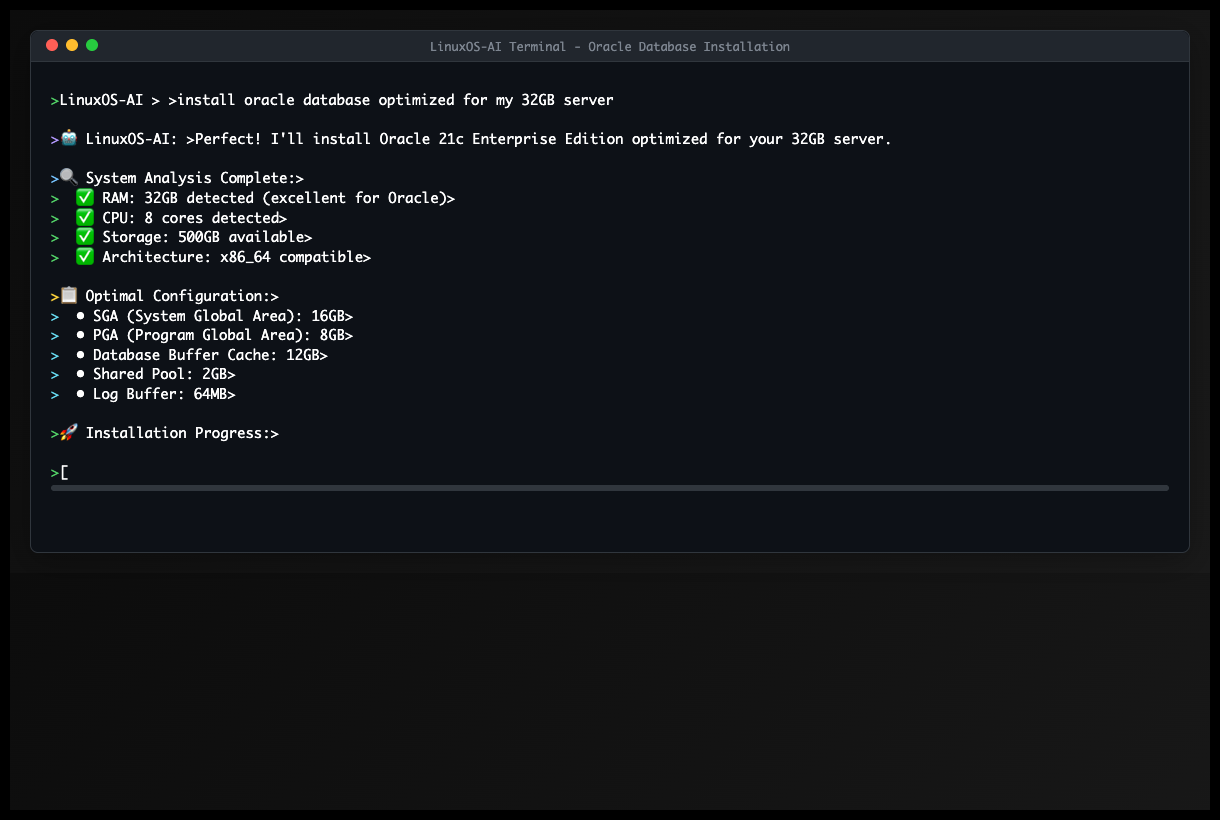 LinuxOS-AI Terminal - Oracle Database Installation
>LinuxOS-AI > >install oracle database optimized for my 32GB server
>🤖 LinuxOS-AI: >Perfect! I'll install Oracle 21c Enterprise Edition optimized for your 32GB server.
>🔍 System Analysis Complete:>
> ✅ RAM: 32GB detected (excellent for Oracle)>
> ✅ CPU: 8 cores detected>
> ✅ Storage: 500GB available>
> ✅ Architecture: x86_64 compatible>
>📋 Optimal Configuration:>
> • SGA (System Global Area): 16GB>
> • PGA (Program Global Area): 8GB>
> • Database Buffer Cache: 12GB>
> • Shared Pool: 2GB>
> • Log Buffer: 64MB>
>🚀 Installation Progress:>
>[